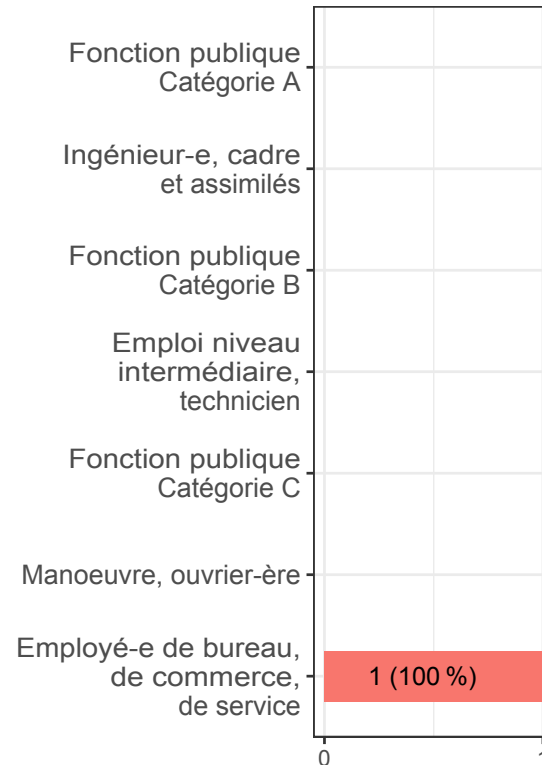 Fonction publique
Catégorie A
Ingénieur-e, cadre
et assimilés
Fonction publique
Catégorie B
Emploi niveau
intermédiaire,
technicien
Fonction publique
Catégorie C
Manoeuvre, ouvrier-ère
Employé-e de bureau,
de commerce,
de service
1 (100 %)
0 1